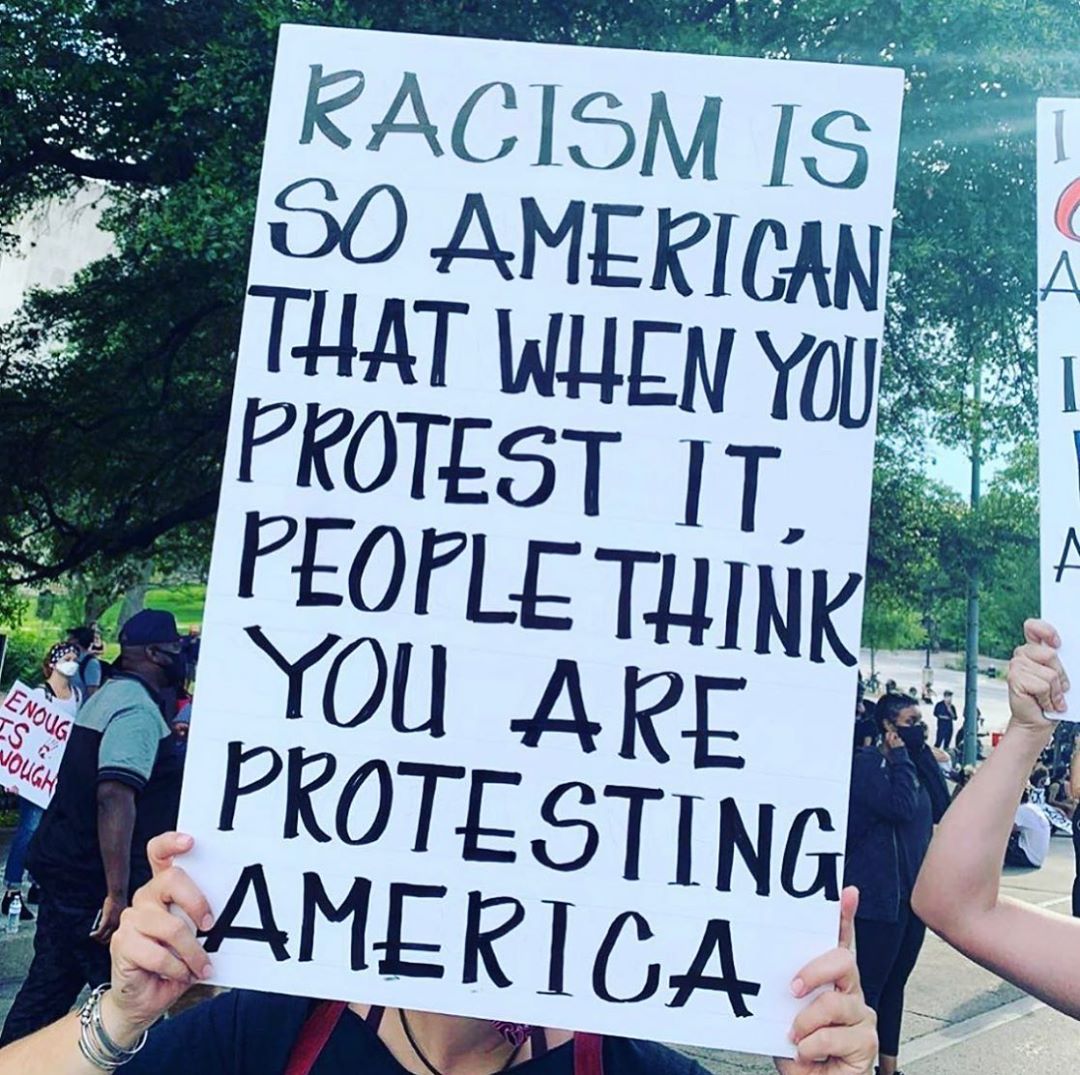 RACISM IS
SO AMERICAN
THAT WHEN YOU
PROTEST IT,
PEOPLE THINK
YOU ARE
PROTESTING
AMERICA
ENOUG
IS
NOUGH
I
A
I
A